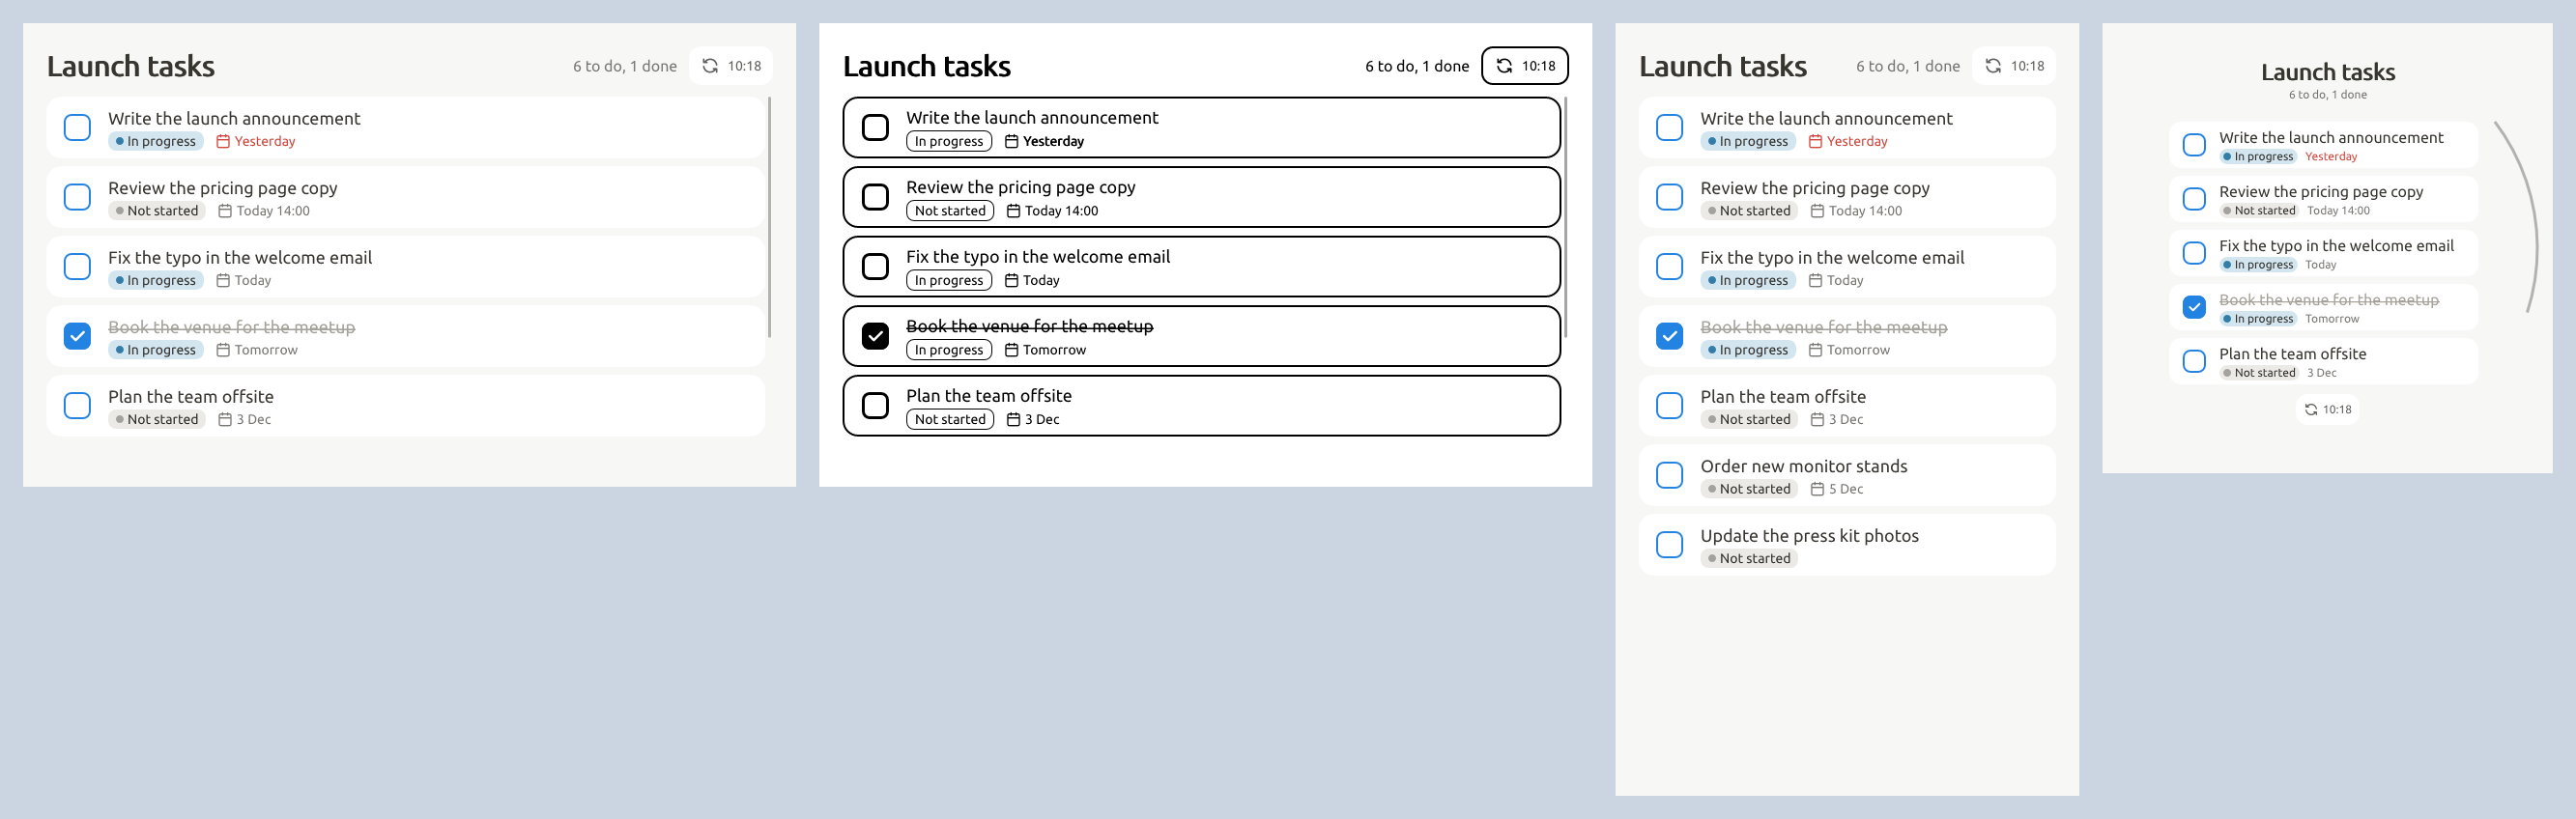 Launch tasks
6 to do, 1 done
10:18
Write the launch announcement
In progress Yesterday
Review the pricing page copy
Not started Today 14:00
Fix the typo in the welcome email
In progress Today
Book the venue for the meetup
In progress Tomorrow
Plan the team offsite
Not started 3 Dec
Launch tasks
6 to do, 1 done
10:18
Write the launch announcement
In progress Yesterday
Review the pricing page copy
Not started Today 14:00
Fix the typo in the welcome email
In progress Today
Book the venue for the meetup
In progress Tomorrow
Plan the team offsite
Not started 3 Dec
Launch tasks
6 to do, 1 done
10:18
Write the launch announcement
In progress Yesterday
Review the pricing page copy
Not started Today 14:00
Fix the typo in the welcome email
In progress Today
Book the venue for the meetup
In progress Tomorrow
Plan the team offsite
Not started 3 Dec
Order new monitor stands
Not started 5 Dec
Update the press kit photos
Not started
Launch tasks
6 to do, 1 done
Write the launch announcement
In progress Yesterday
Review the pricing page copy
Not started Today 14:00
Fix the typo in the welcome email
In progress Today
Book the venue for the meetup
In progress Tomorrow
Plan the team offsite
Not started 3 Dec
10:18